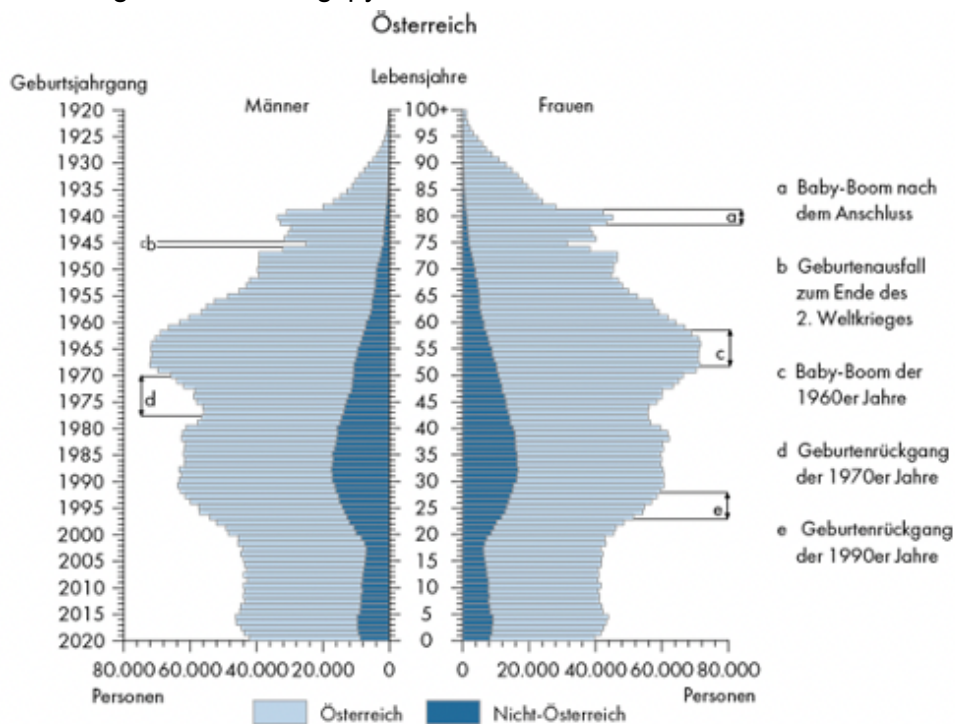 Österreich
Geburtsjahrgang
Lebensjahre
Männer
Frauen
1920 100+
1925 95
1930 90
1935 85
1940 80
1945 75
1950 70
1955 65
1960 60
1965 55
1970 50
1975 45
1980 40
1985 35
1990 30
1995 25
2000 20
2005 15
2010 10
2015 5
2020 0
80.000 60.000 40.000 20.000 0
0 20.000 40.000 60.000 80.000
Personen
Personen
a
b
c
d
e
a Baby-Boom nach
dem Anschluss
b Geburtenausfall
zum Ende des
2. Weltkrieges
c Baby-Boom der
1960er Jahre
d Geburtenrückgang
der 1970er Jahre
e Geburtenrückgang
der 1990er Jahre
Österreich
Nicht-Österreich